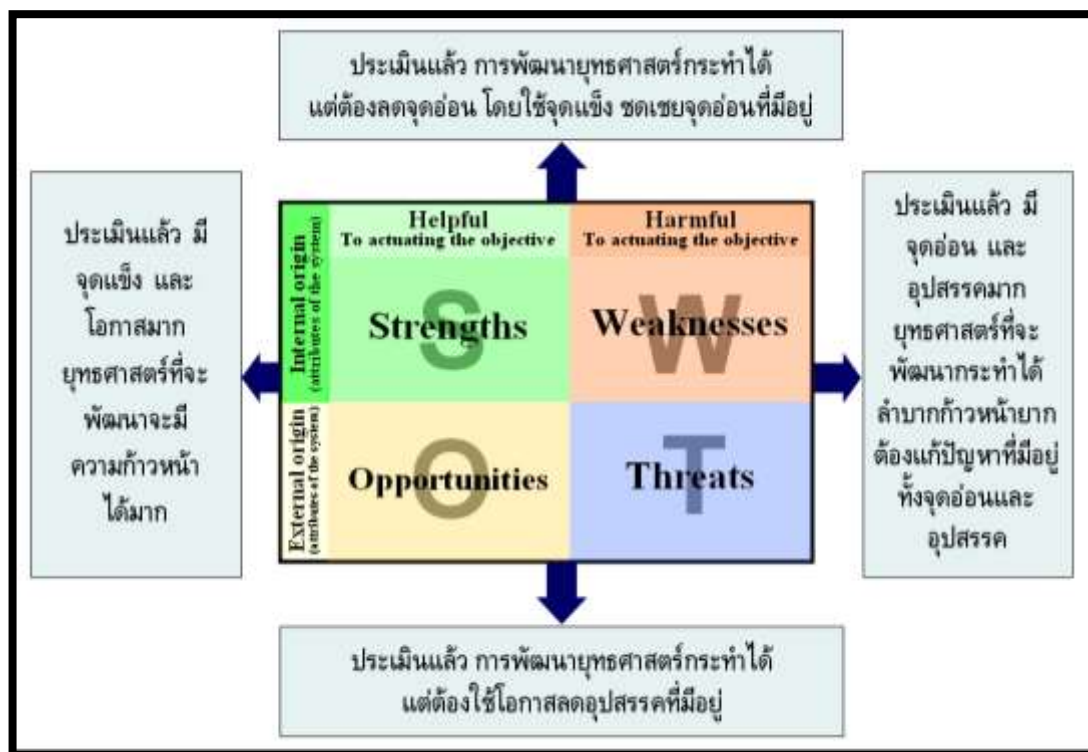 ประเมินแล้ว การพัฒนายุทธศาสตร์กระทำได้
แต่ต้องลดจุดอ่อน โดยใช้จุดแข็ง ชดเชยจุดอ่อนที่มีอยู่
ประเมินแล้ว มี
จุดแข็ง และ
โอกาสมาก
ยุทธศาสตร์ที่จะ
พัฒนาจะมี
ความก้าวหน้า
ได้มาก
Helpful
To actuating the objective
Harmful
To actuating the objective
Internal origin
(attributes of the system)
S
Strengths
W
Weaknesses
External origin
(attributes of the system)
O
Opportunities
T
Threats
ประเมินแล้ว มี
จุดอ่อน และ
อุปสรรคมาก
ยุทธศาสตร์ที่จะ
พัฒนากระทำได้
ลำบากก้าวหน้ายาก
ต้องแก้ปัญหาที่มีอยู่
ทั้งจุดอ่อนและ
อุปสรรค
ประเมินแล้ว การพัฒนายุทธศาสตร์กระทำได้
แต่ต้องใช้โอกาสลดอุปสรรคที่มีอยู่